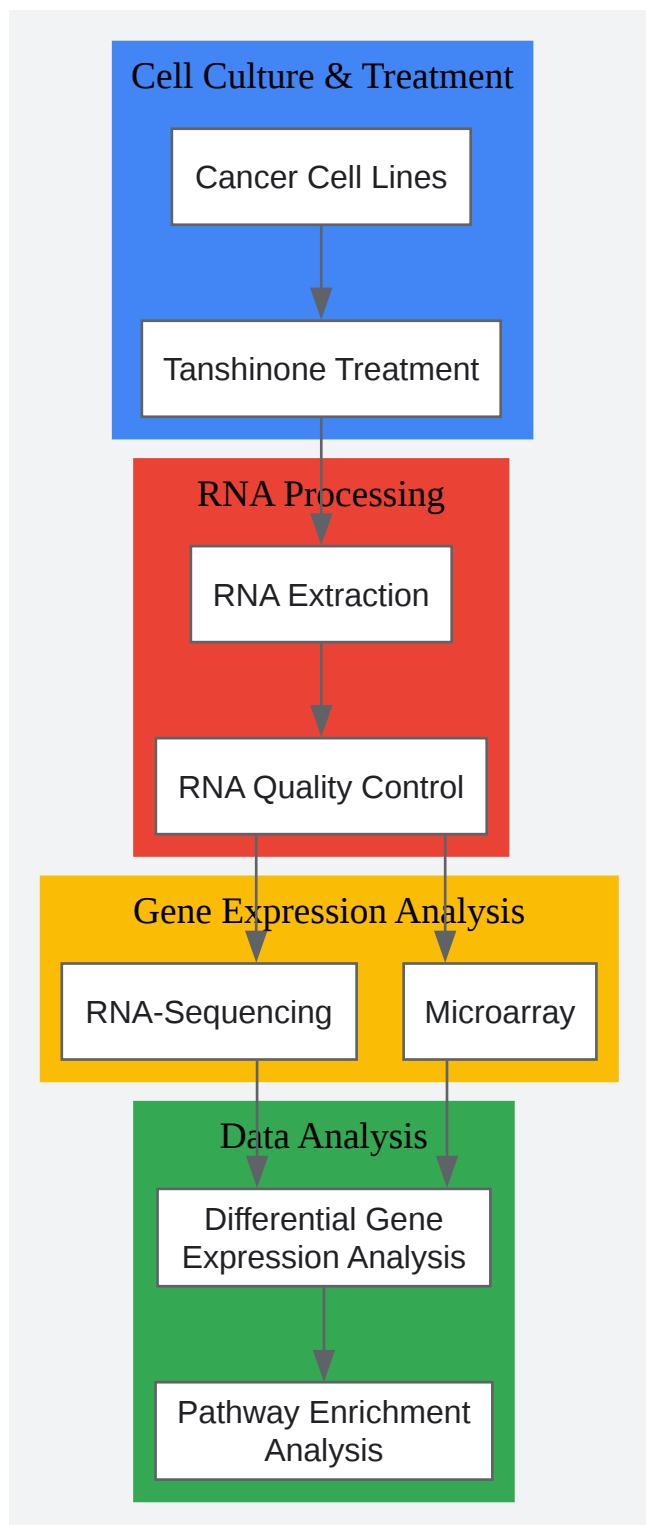 Cell Culture & Treatment
Cancer Cell Lines
Tanshinone Treatment
RNA Processing
RNA Extraction
RNA Quality Control
Gene Expression Analysis
RNA-Sequencing
Microarray
Data Analysis
Differential Gene
Expression Analysis
Pathway Enrichment
Analysis